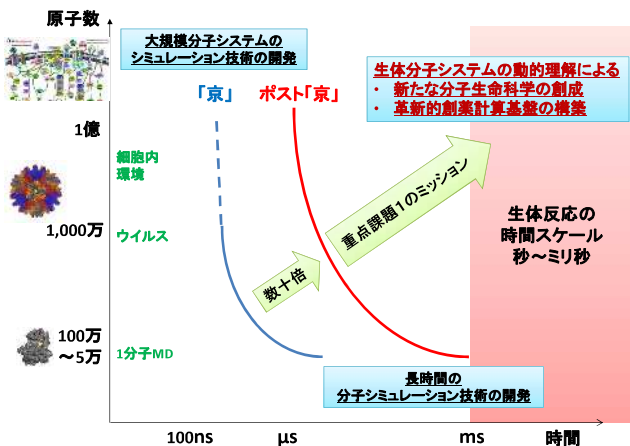 原子数
大規模分子システムの
シミュレーション技術の開発
「京」
ポスト「京」
生体分子システムの動的理解による
• 新たな分子生命科学の創成
• 革新的創薬計算基盤の構築
1億
細胞内
環境
重点課題1のミッション
生体反応の
時間スケール
秒～ミリ秒
1,000万
ウイルス
数十倍
100万
～5万
1分子MD
長時間の
分子シミュレーション技術の開発
100ns
μs
ms
時間